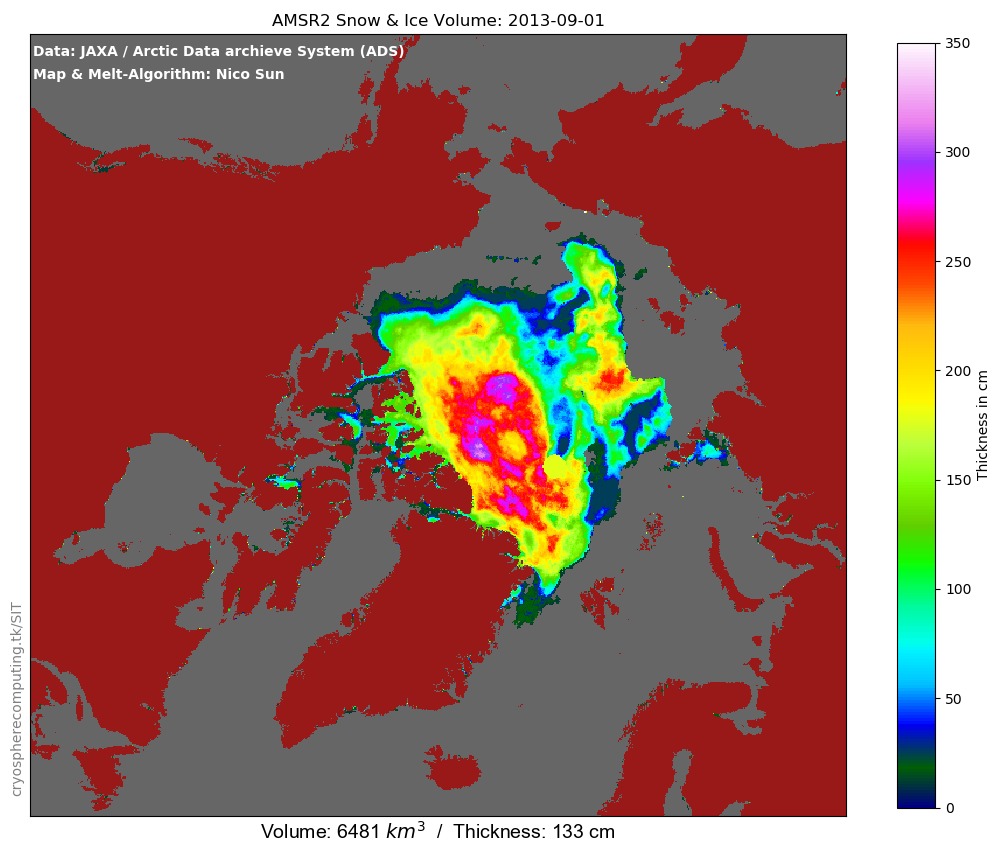 AMSR2 Snow & Ice Volume: 2013-09-01
Data: JAXA / Arctic Data archieve System (ADS)
Map & Melt-Algorithm: Nico Sun
350
300
250
200
150
100
50
0
Thickness in cm
cryospherecomputing.tk/SIT
Volume: 6481 km³ / Thickness: 133 cm